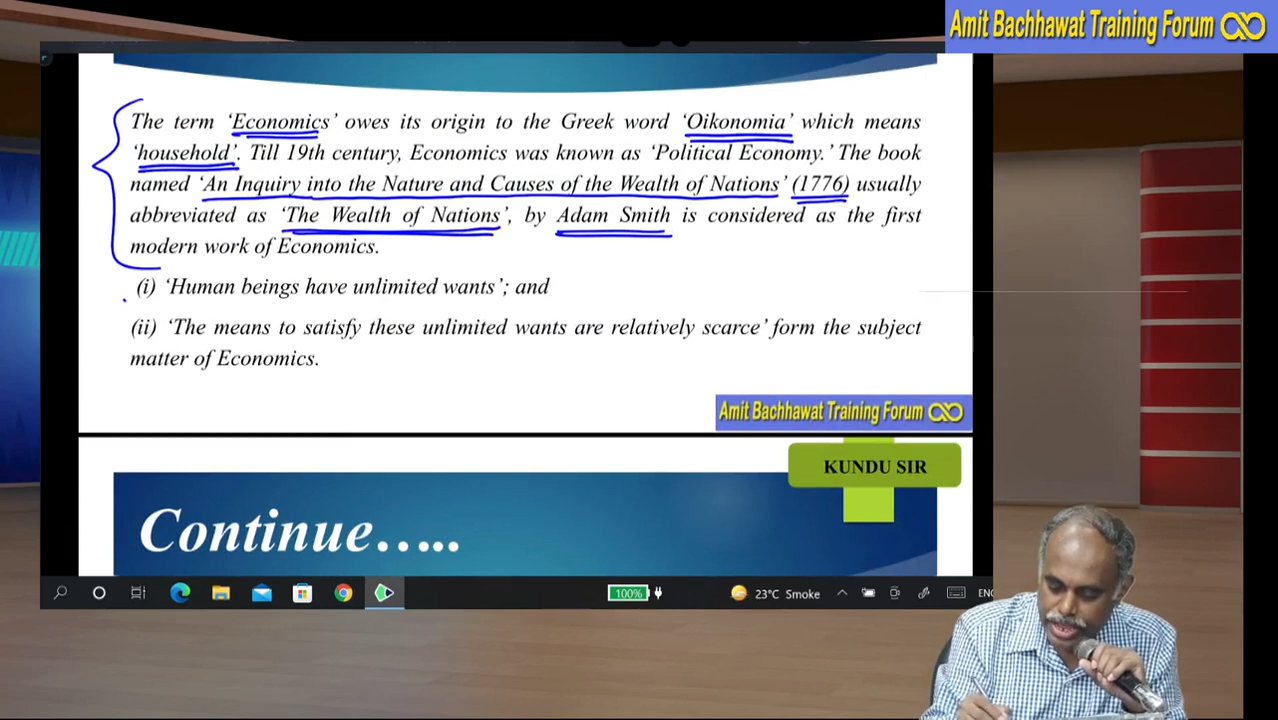 Amit Bachhawat Training Forum
The term ‘Economics’ owes its origin to the Greek word ‘Oikonomia’ which means
‘household’. Till 19th century, Economics was known as ‘Political Economy.’ The book
named ‘An Inquiry into the Nature and Causes of the Wealth of Nations’ (1776) usually
abbreviated as ‘The Wealth of Nations’, by Adam Smith is considered as the first
modern work of Economics.
(i) ‘Human beings have unlimited wants’; and
(ii) ‘The means to satisfy these unlimited wants are relatively scarce’ form the subject
matter of Economics.
Amit Bachhawat Training Forum
KUNDU SIR
Continue…..
100%
23°C Smoke
ENG